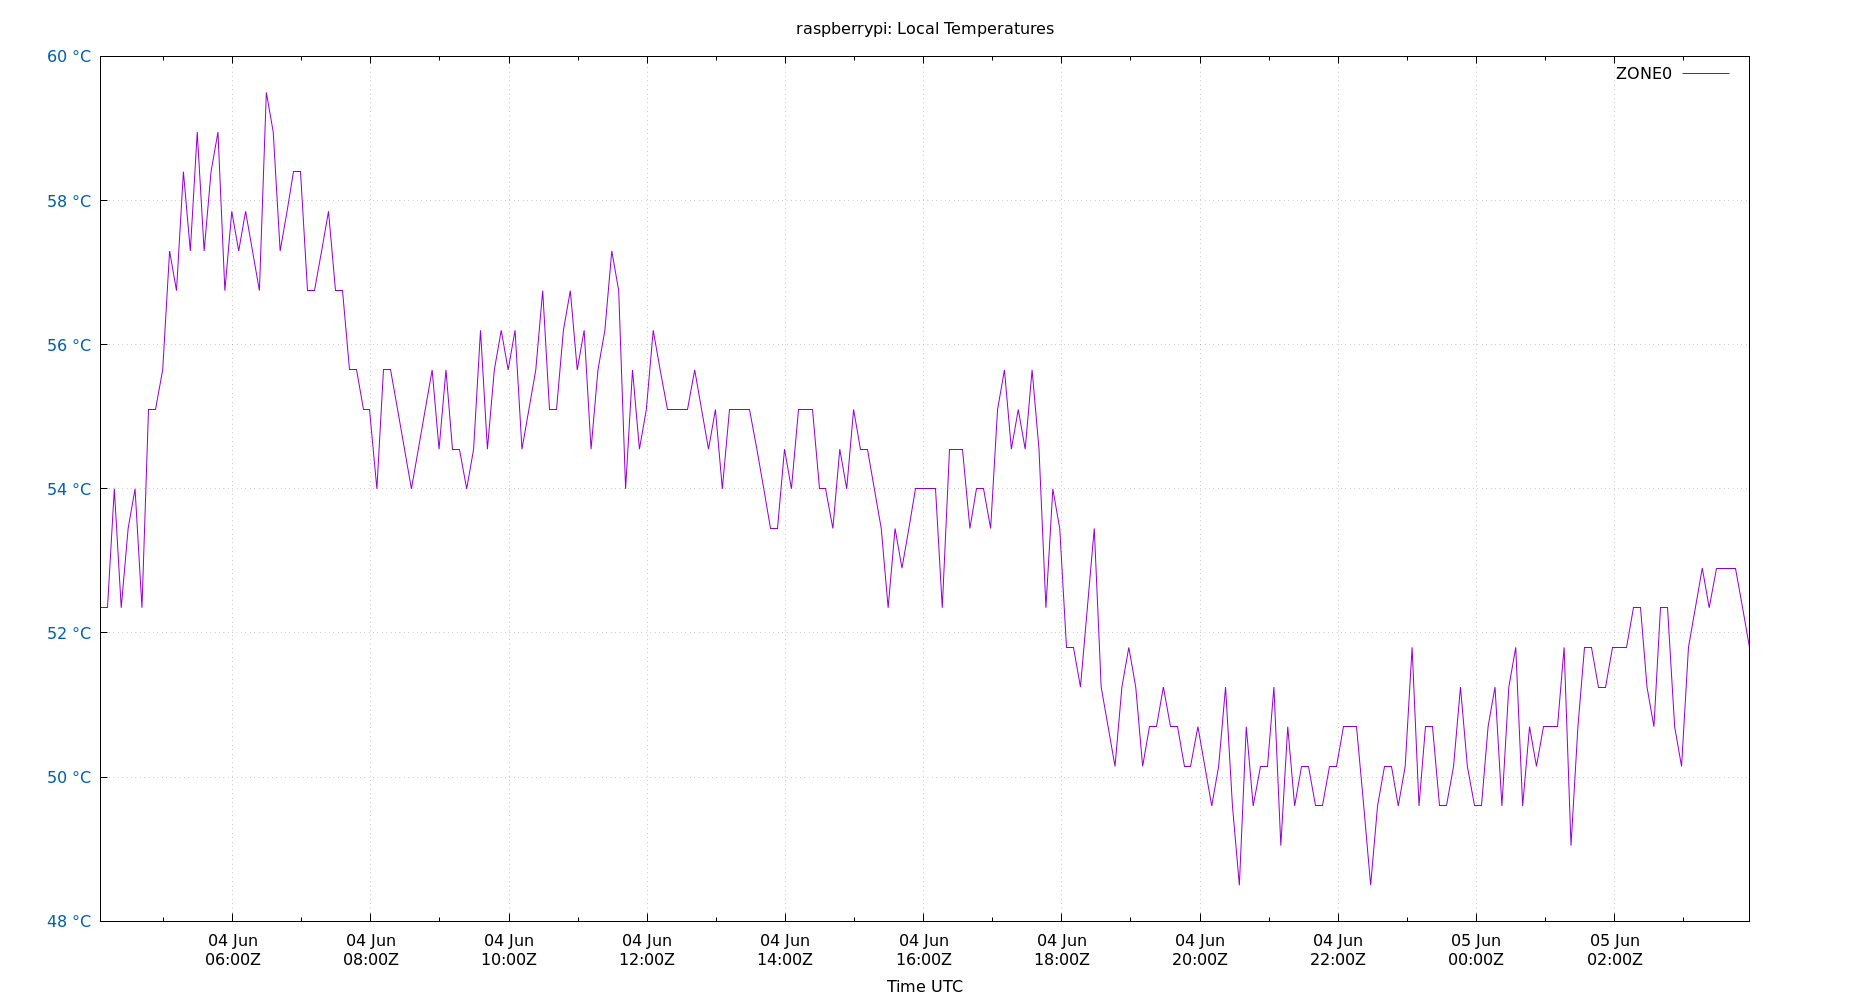 raspberrypi: Local Temperatures
ZONE0
60 °C
58 °C
56 °C
54 °C
52 °C
50 °C
48 °C
04 Jun 04 Jun 04 Jun 04 Jun 04 Jun 04 Jun 04 Jun 04 Jun 04 Jun 05 Jun 05 Jun
06:00Z 08:00Z 10:00Z 12:00Z 14:00Z 16:00Z 18:00Z 20:00Z 22:00Z 00:00Z 02:00Z
Time UTC